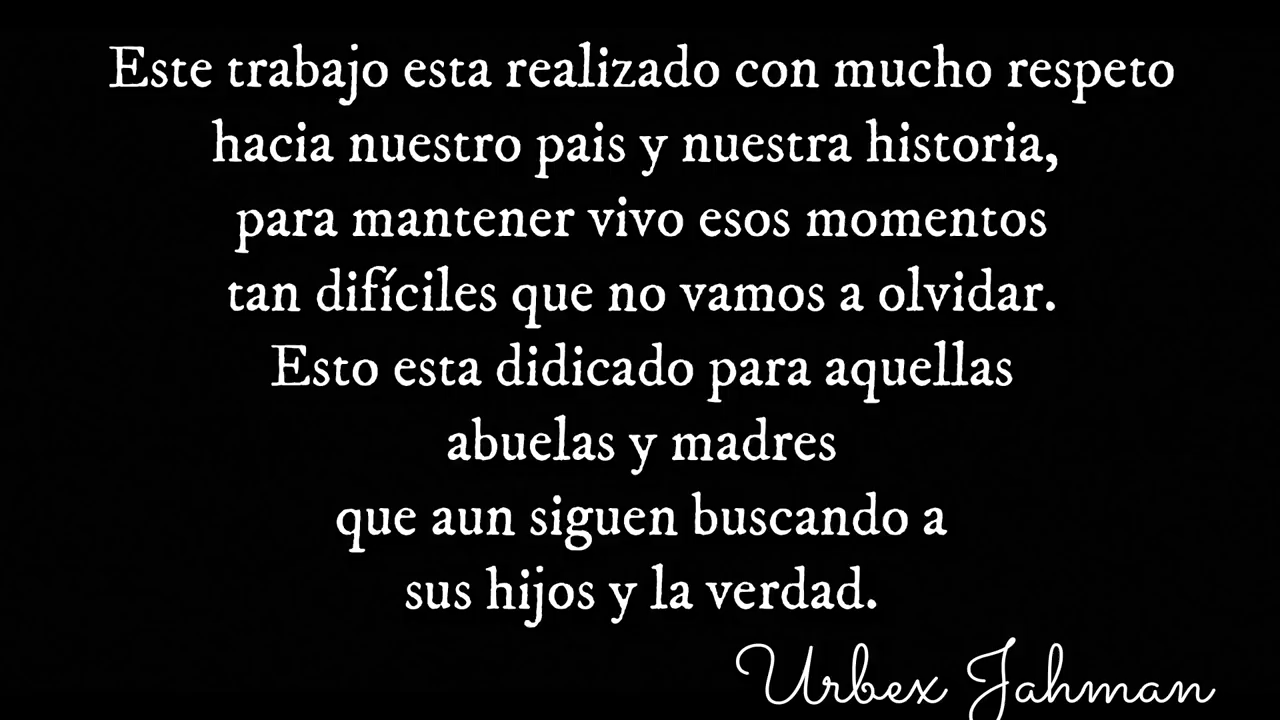 Este trabajo esta realizado con mucho respeto
hacia nuestro pais y nuestra historia,
para mantener vivo esos momentos
tan difíciles que no vamos a olvidar.
Esto esta didicado para aquellas
abuelas y madres
que aun siguen buscando a
sus hijos y la verdad.
Urbex Jahman